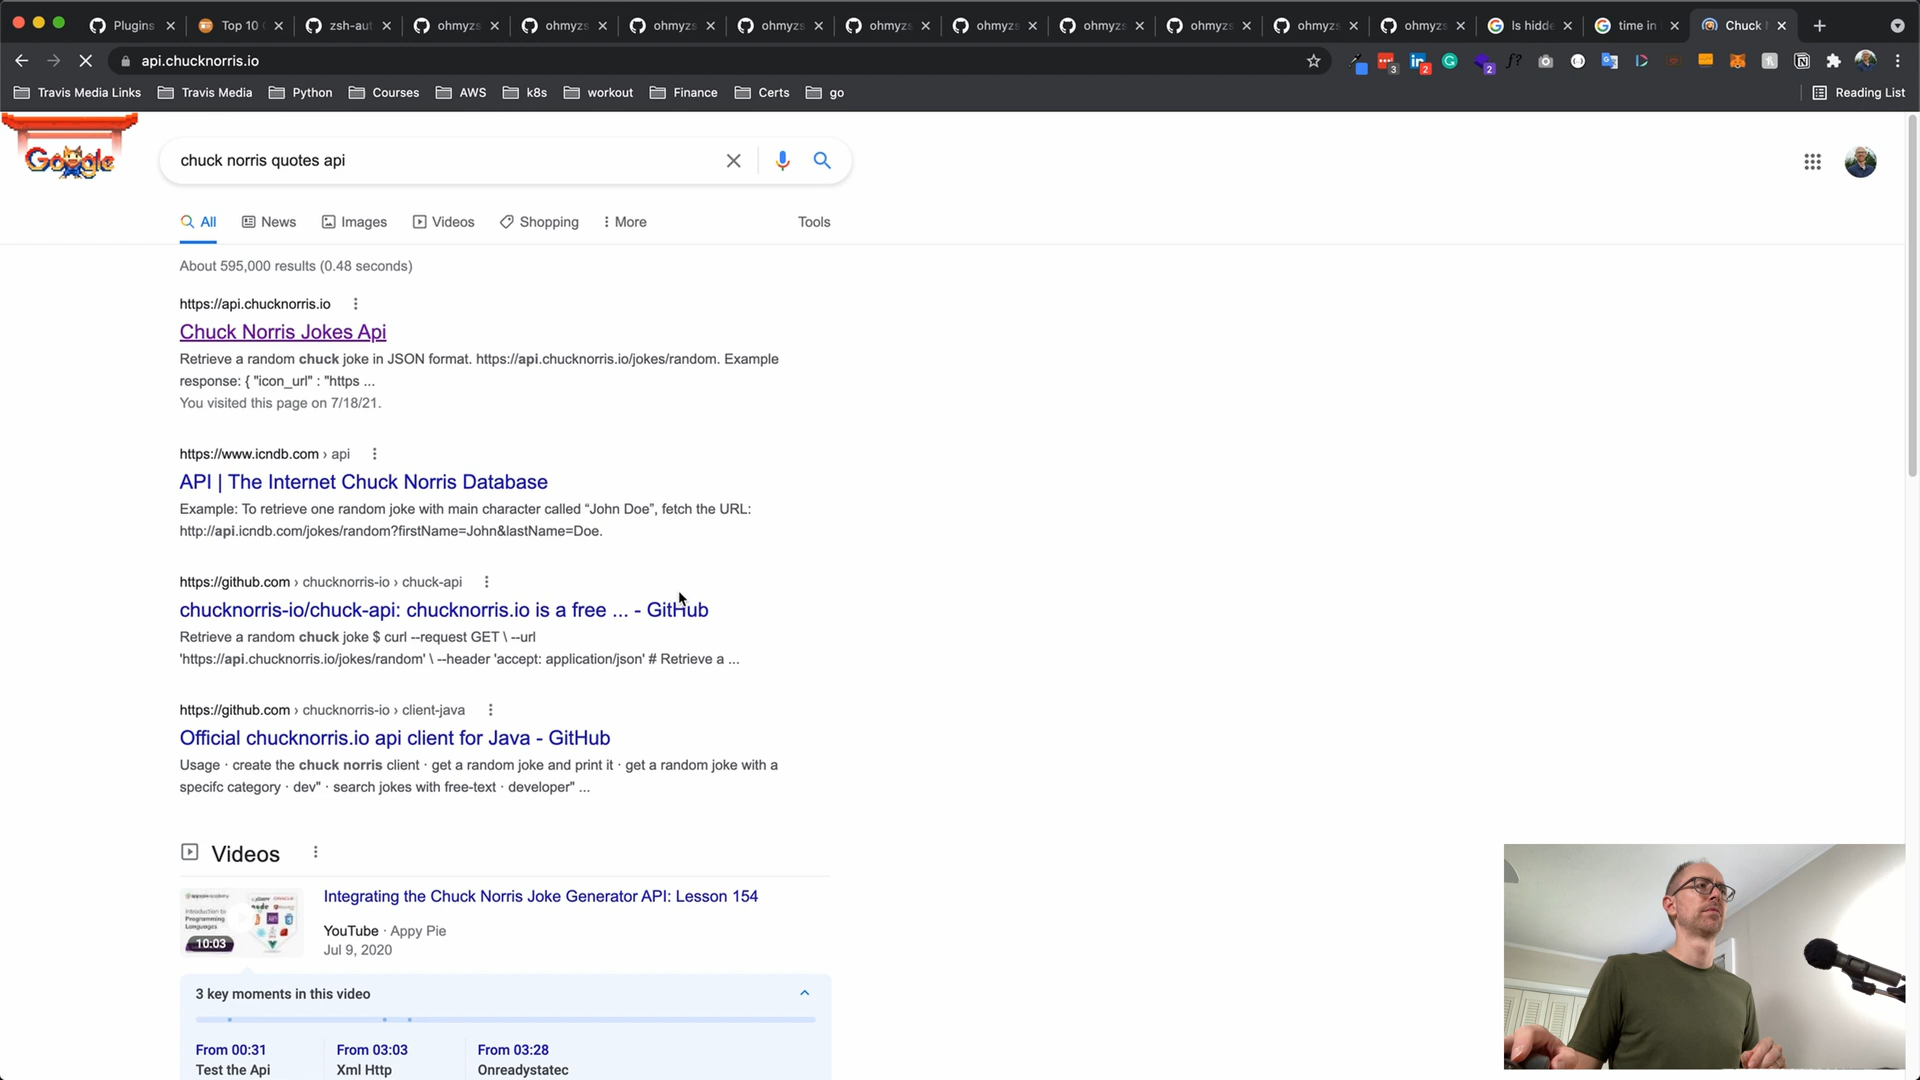 Plugins
Top 10
zsh-aut
ohmyzs
ohmyzs
ohmyzs
ohmyzs
ohmyzs
ohmyzs
ohmyzs
ohmyzs
ohmyzs
ohmyzs
Is hidde
time in
Chuck
api.chucknorris.io
3
2
2
f?
Travis Media Links
Travis Media
Python
Courses
AWS
k8s
workout
Finance
Certs
go
Reading List
Google
chuck norris quotes api
All
News
Images
Videos
Shopping
More
Tools
About 595,000 results (0.48 seconds)
https://api.chucknorris.io
Chuck Norris Jokes Api
Retrieve a random chuck joke in JSON format. https://api.chucknorris.io/jokes/random. Example
response: { "icon_url" : "https ...
You visited this page on 7/18/21.
https://www.icndb.com › api
API | The Internet Chuck Norris Database
Example: To retrieve one random joke with main character called “John Doe”, fetch the URL:
http://api.icndb.com/jokes/random?firstName=John&lastName=Doe.
https://github.com › chucknorris-io › chuck-api
chucknorris-io/chuck-api: chucknorris.io is a free ... - GitHub
Retrieve a random chuck joke $ curl --request GET \ --url
'https://api.chucknorris.io/jokes/random' \ --header 'accept: application/json' # Retrieve a ...
https://github.com › chucknorris-io › client-java
Official chucknorris.io api client for Java - GitHub
Usage · create the chuck norris client · get a random joke and print it · get a random joke with a
specifc category · dev" · search jokes with free-text · developer" ...
Videos
Introduction to
Programming
Languages
10:03
Integrating the Chuck Norris Joke Generator API: Lesson 154
YouTube · Appy Pie
Jul 9, 2020
3 key moments in this video
From 00:31
Test the Api
From 03:03
Xml Http
From 03:28
Onreadystatec